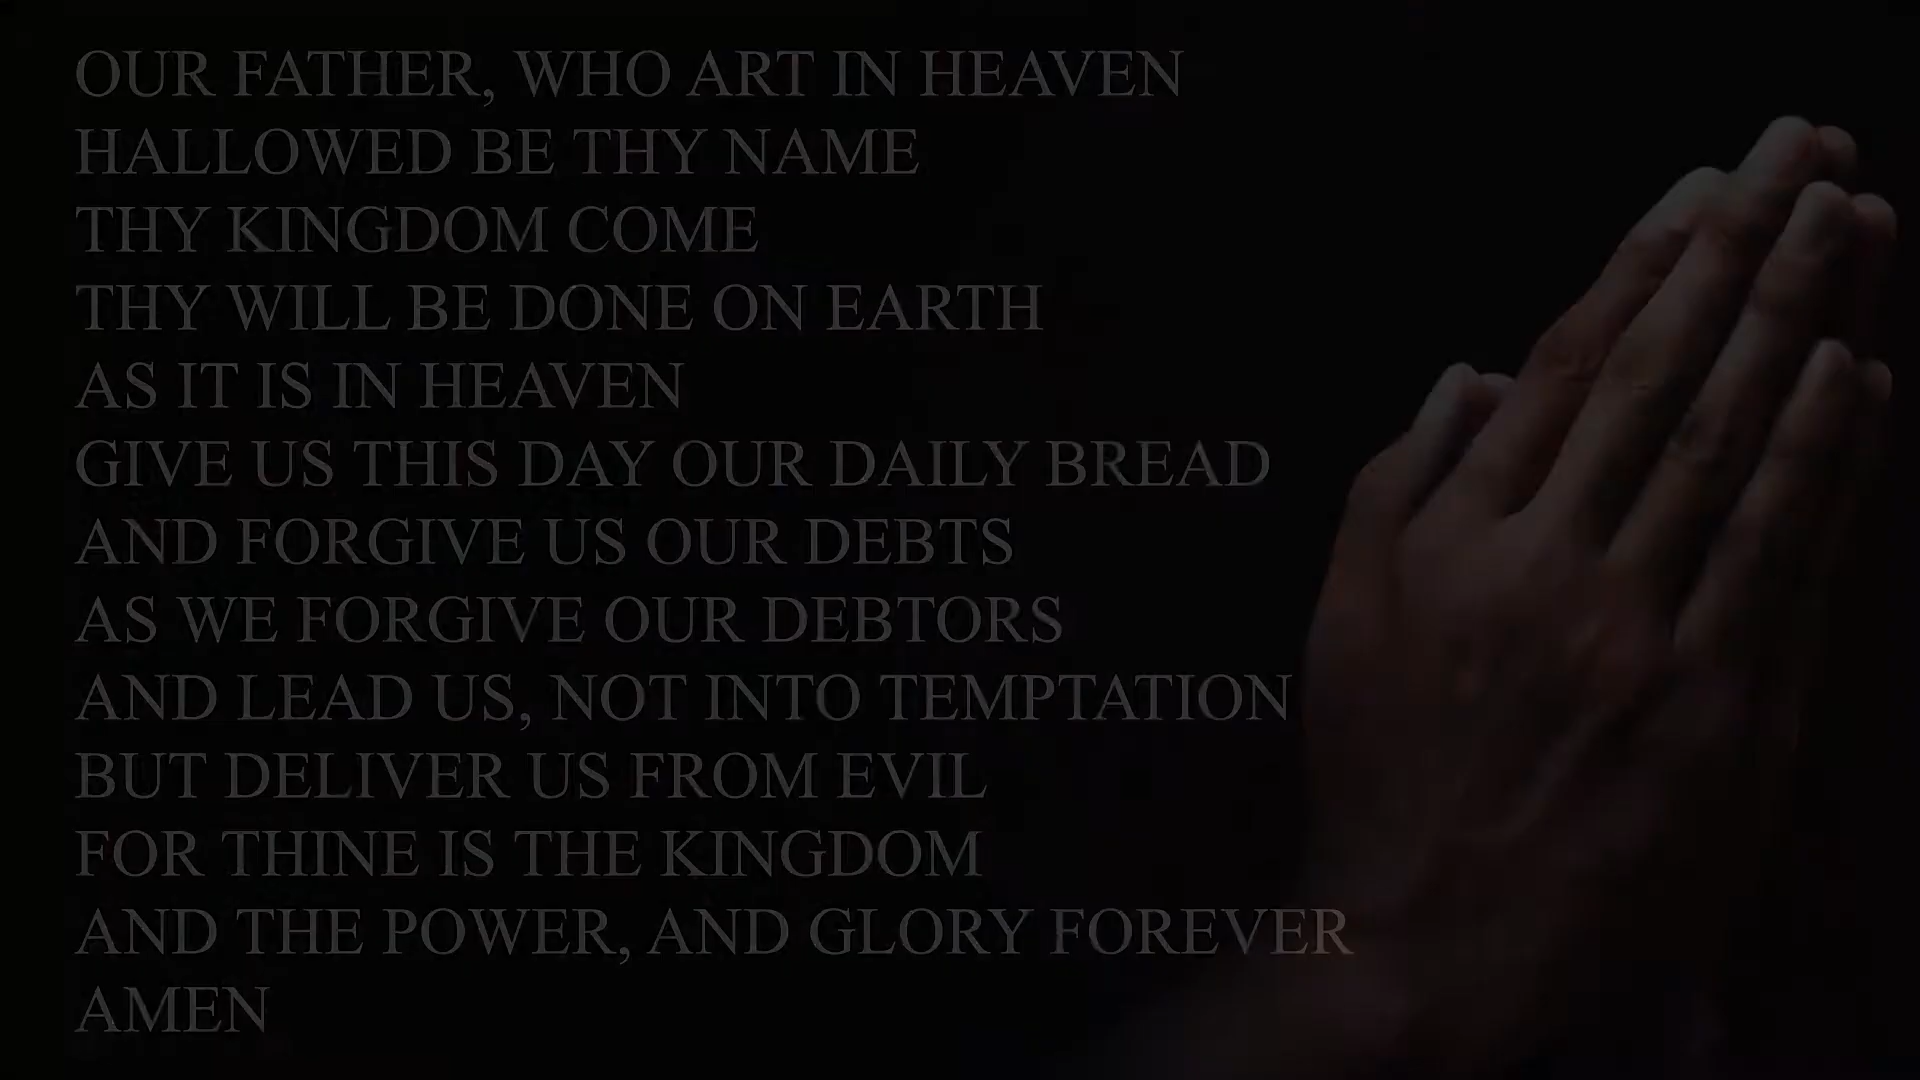 OUR FATHER, WHO ART IN HEAVEN
HALLOWED BE THY NAME
THY KINGDOM COME
THY WILL BE DONE ON EARTH
AS IT IS IN HEAVEN
GIVE US THIS DAY OUR DAILY BREAD
AND FORGIVE US OUR DEBTS
AS WE FORGIVE OUR DEBTORS
AND LEAD US, NOT INTO TEMPTATION
BUT DELIVER US FROM EVIL
FOR THINE IS THE KINGDOM
AND THE POWER, AND GLORY FOREVER
AMEN